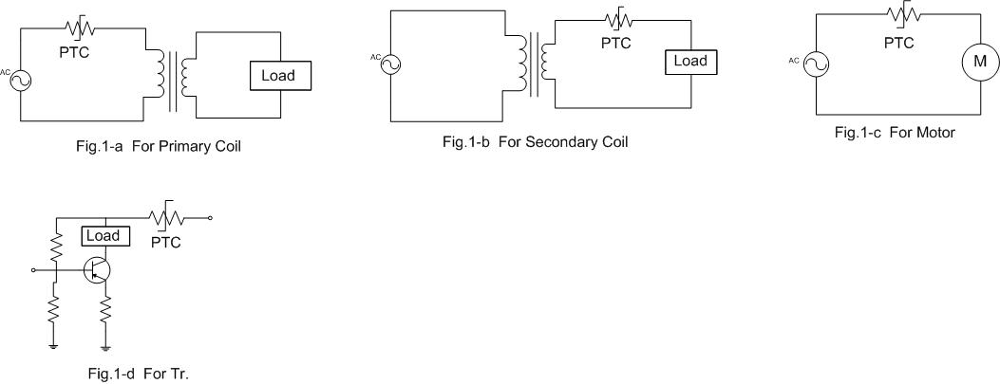 AC
PTC
Load
Fig.1-a For Primary Coil
AC
PTC
Load
Fig.1-b For Secondary Coil
AC
PTC
M
Fig.1-c For Motor
Load
PTC
Fig.1-d For Tr.